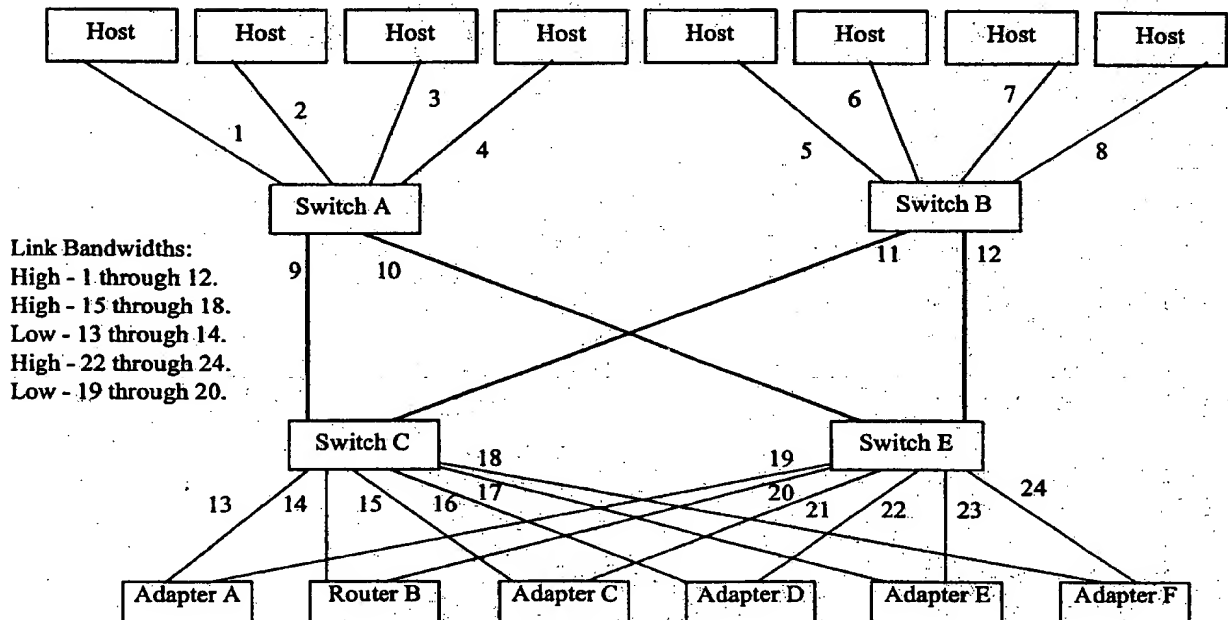 Host Host Host Host Host Host Host Host
1 2 3 4 5 6 7 8
Switch A Switch B
Link Bandwidths:
High - 1 through 12.
High - 15 through 18.
Low - 13 through 14.
High - 22 through 24.
Low - 19 through 20.
9 10 11 12
Switch C Switch E
13 14 15 16 17 18 19 20 21 22 23 24
Adapter A Router B Adapter C Adapter D Adapter E Adapter F